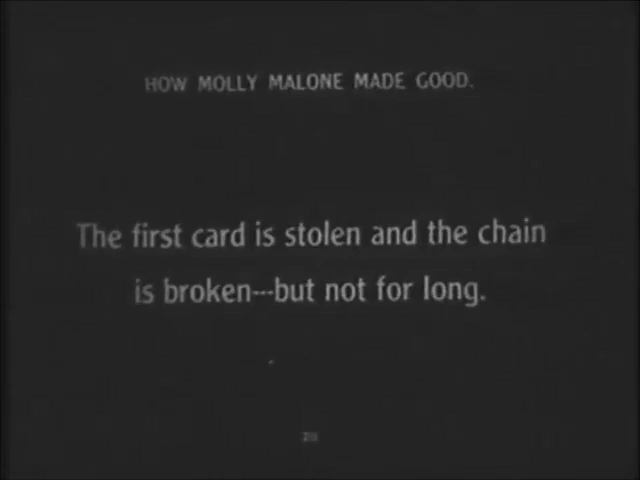 HOW MOLLY MALONE MADE GOOD.
The first card is stolen and the chain
is broken---but not for long.